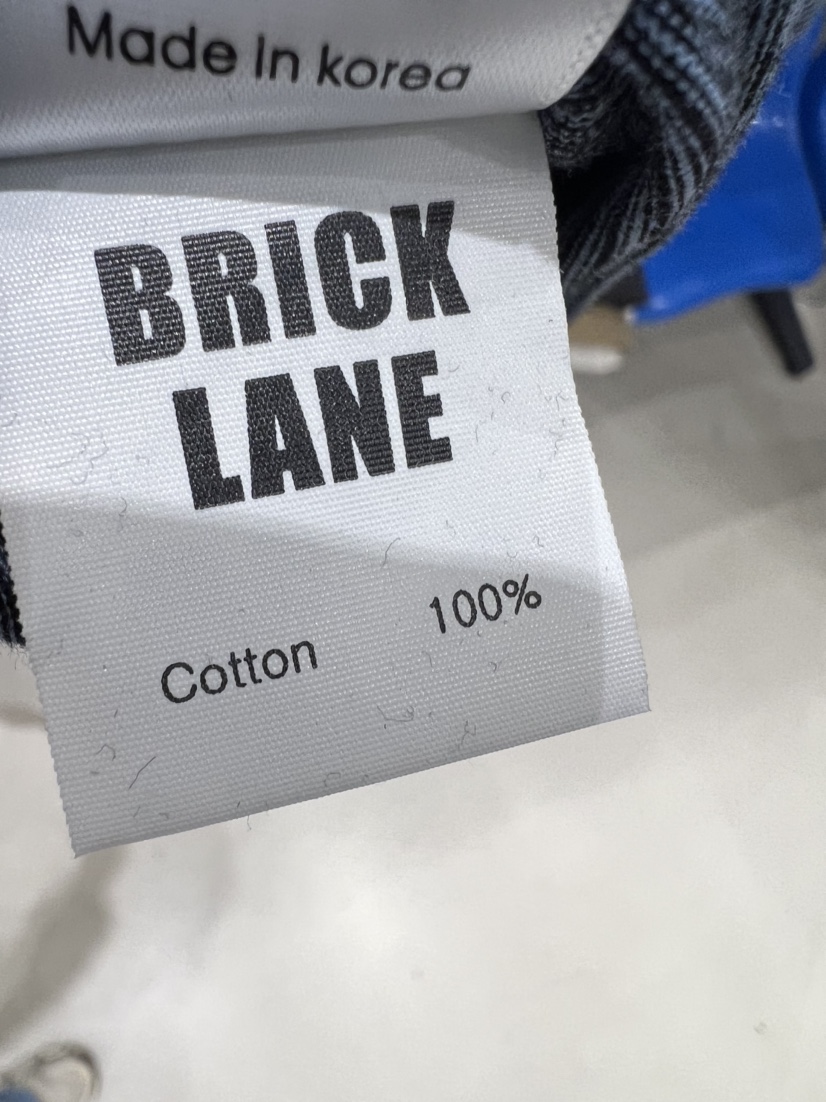 Made in korea
BRICK
LANE
Cotton 100%